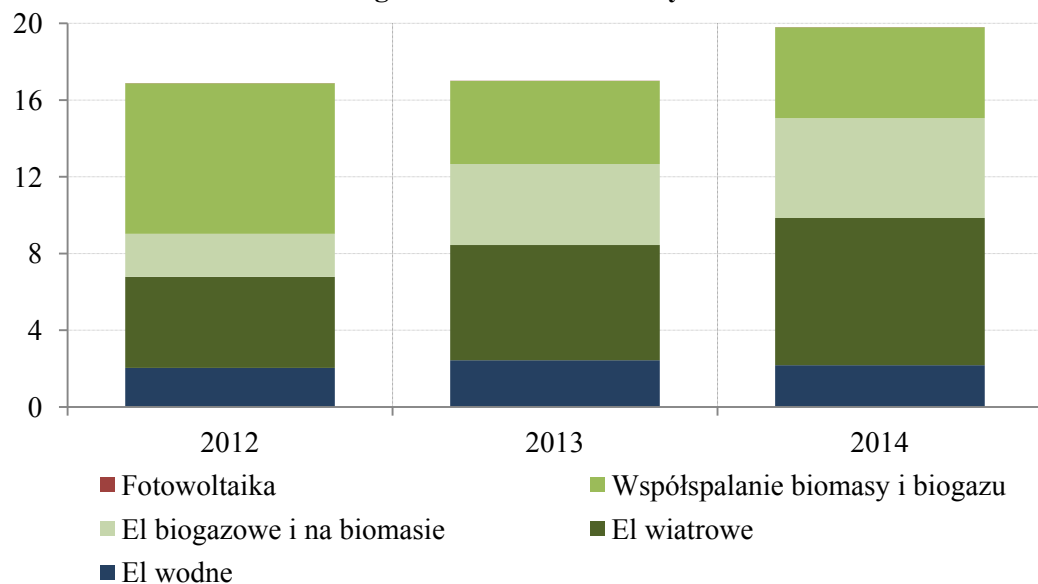 20
16
12
8
4
0
2012 2013 2014
Fotowoltaika Współspalanie biomasy i biogazu
El biogazowe i na biomasie El wiatrowe
El wodne